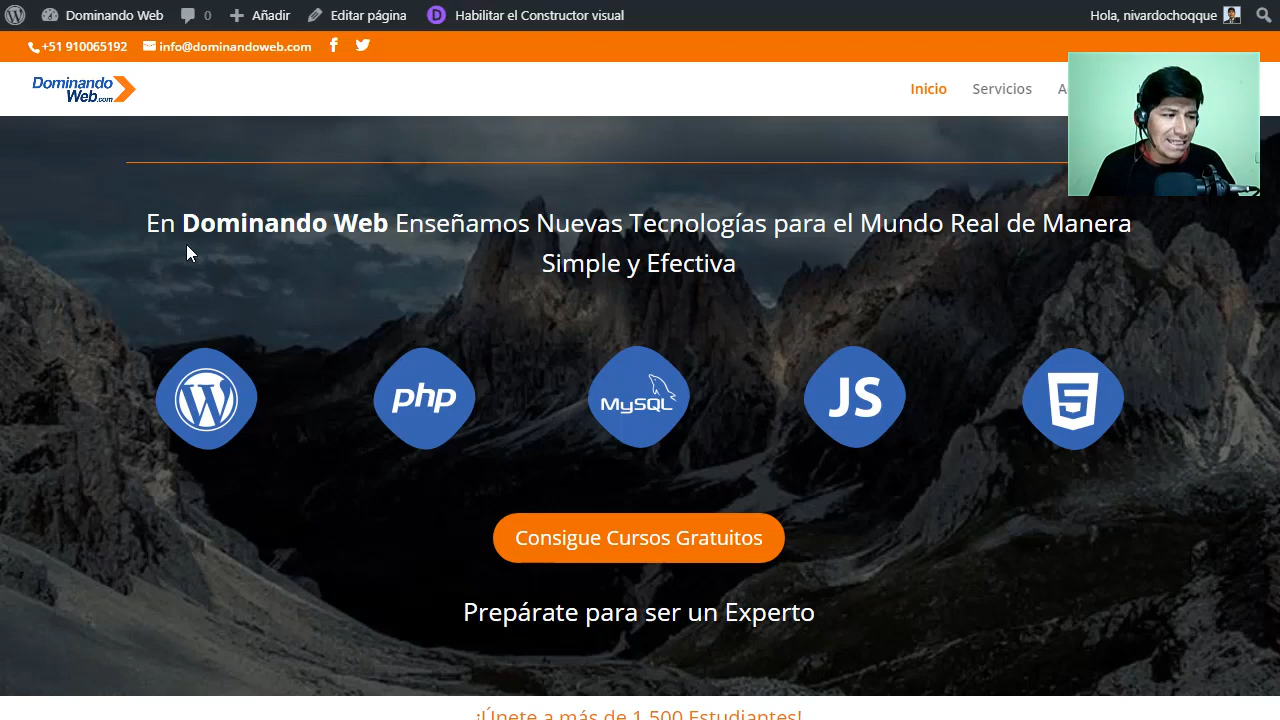 Dominando Web 0 Añadir Editar página Habilitar el Constructor visual Hola, nivardochoqque
+51 910065192 info@dominandoweb.com
Dominando
Web.com
Inicio Servicios
En Dominando Web Enseñamos Nuevas Tecnologías para el Mundo Real de Manera
Simple y Efectiva
php MySQL JS
Consigue Cursos Gratuitos
Prepárate para ser un Experto
¡Únete a más de 1,500 Estudiantes!